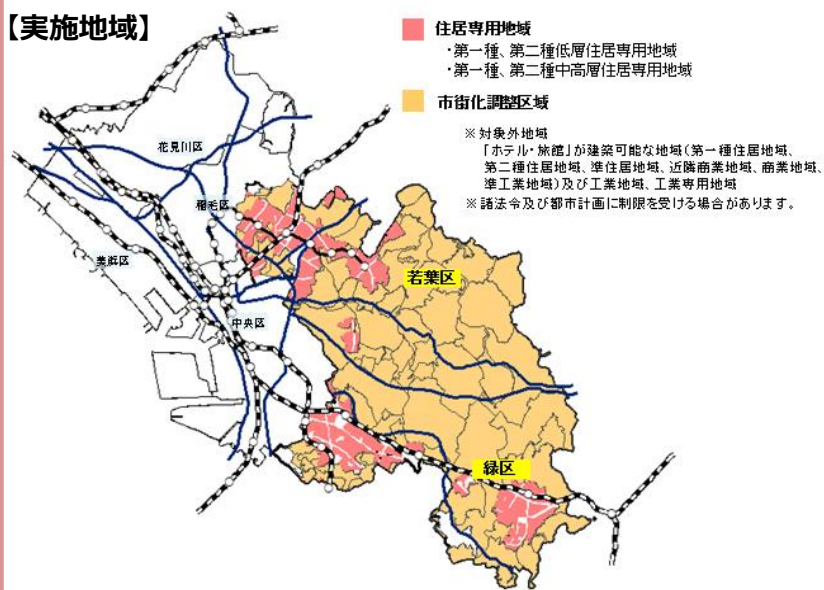 【実施地域】
住居専用地域
・第一種、第二種低層住居専用地域
・第一種、第二種中高層住居専用地域
市街化調整区域
※対象外地域
「ホテル・旅館」が建築可能な地域(第一種住居地域、
第二種住居地域、準住居地域、近隣商業地域、商業地域、
準工業地域)及び工業地域、工業専用地域
※諸法令及び都市計画に制限を受ける場合があります。
花見川区
稲毛区
美浜区
若葉区
中央区
緑区